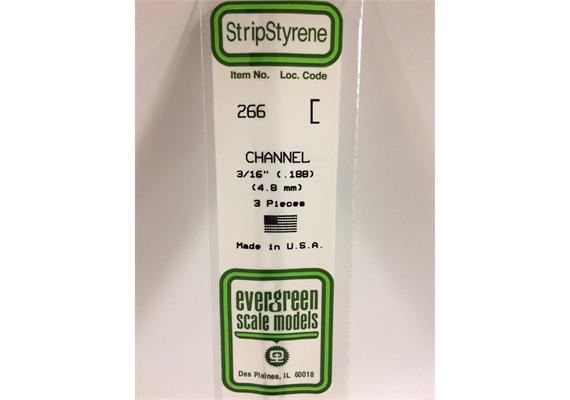 StripStyrene
Item No. Loc. Code
266
CHANNEL
3/16" (.188)
(4.8 mm)
3 Pieces
Made in U.S.A.
evergreen
scale models
Des Plaines, IL 60018